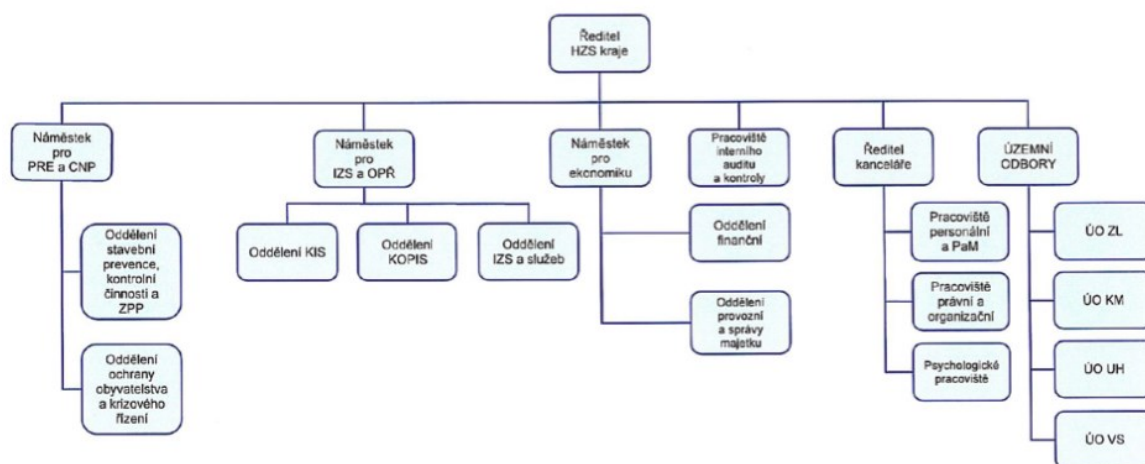 Ředitel
HZS kraje
Náměstek
pro
PRE a CNP
Náměstek
pro
IZS a OPŘ
Náměstek
pro
ekonomiku
Pracoviště
interního
auditu
a kontroly
Ředitel
kanceláře
ÚZEMNÍ
ODBORY
Oddělení
stavební
prevence,
kontrolní
činnosti a
ZPP
Oddělení
ochrany
obyvatelstva
a krizového
řízení
Oddělení KIS
Oddělení
KOPIS
Oddělení
IZS a služeb
Oddělení
finanční
Oddělení
provozní
a správy
majetku
Pracoviště
personální
a PaM
Pracoviště
právní a
organizační
Psychologické
pracoviště
ÚO ZL
ÚO KM
ÚO UH
ÚO VS